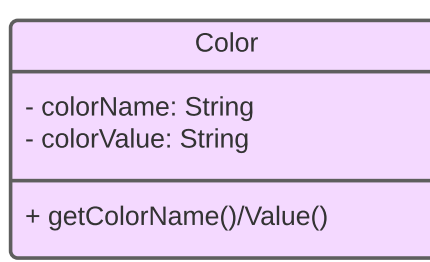 Color
- colorName: String
- colorValue: String
+ getColorName()/Value()